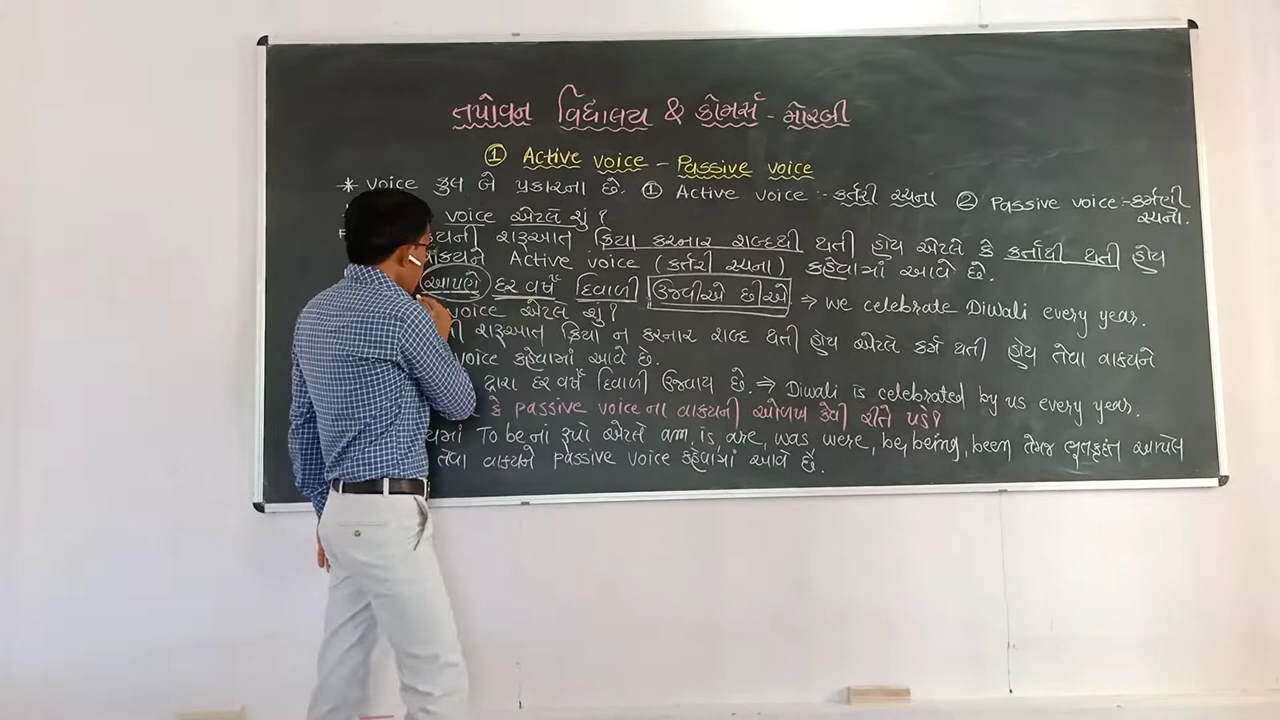 તપોવન વિદ્યાલય & કોમર્સ - મોરબી
① Active voice - Passive voice
* voice કુલ બે પ્રકારના છે. ① Active voice :- કર્તરી રચના ② Passive voice :- કર્મણી રચના.
voice એટલે શું ?
શરૂઆત ક્રિયા કરનાર શબ્દથી થતી હોય એટલે કે કર્તાથી થતી હોય
વાક્યને Active voice (કર્તરી રચના) કહેવામાં આવે છે.
આપણે દર વર્ષે દિવાળી ઉજવીએ છીએ ⇒ we celebrate Diwali every year.
voice એટલે શું ?
શરૂઆત ક્રિયા ન કરનાર શબ્દ થતી હોય એટલે કર્મ થતી હોય તેવા વાક્યને
voice કહેવામાં આવે છે.
દ્વારા દર વર્ષે દિવાળી ઉજવાય છે. ⇒ Diwali is celebrated by us every year.
કે passive voice ના વાક્યની ઓળખ કેવી રીતે પડે ?
To be નાં રૂપો એટલે am, is, are, was were, be, being, been તેમજ ભૂતકૃદંત આપેલ
તેવા વાક્યને passive voice કહેવામાં આવે છે.